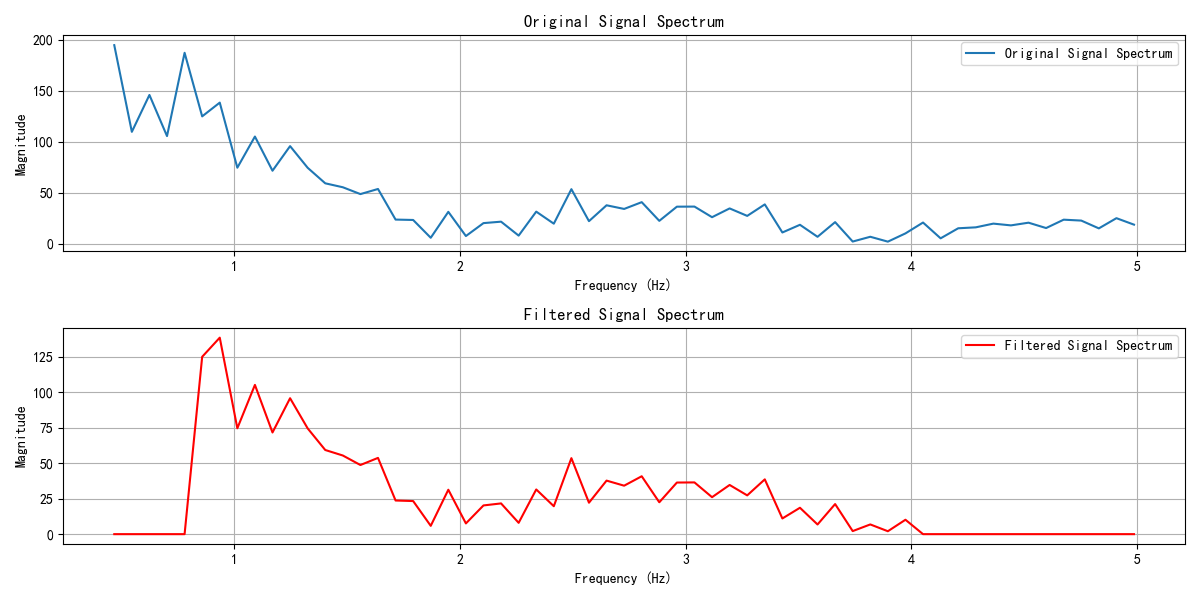 Original Signal Spectrum
200
150
100
50
0
Magnitude
Original Signal Spectrum
1 2 3 4 5
Frequency (Hz)
Filtered Signal Spectrum
125
100
75
50
25
0
Magnitude
Filtered Signal Spectrum
1 2 3 4 5
Frequency (Hz)